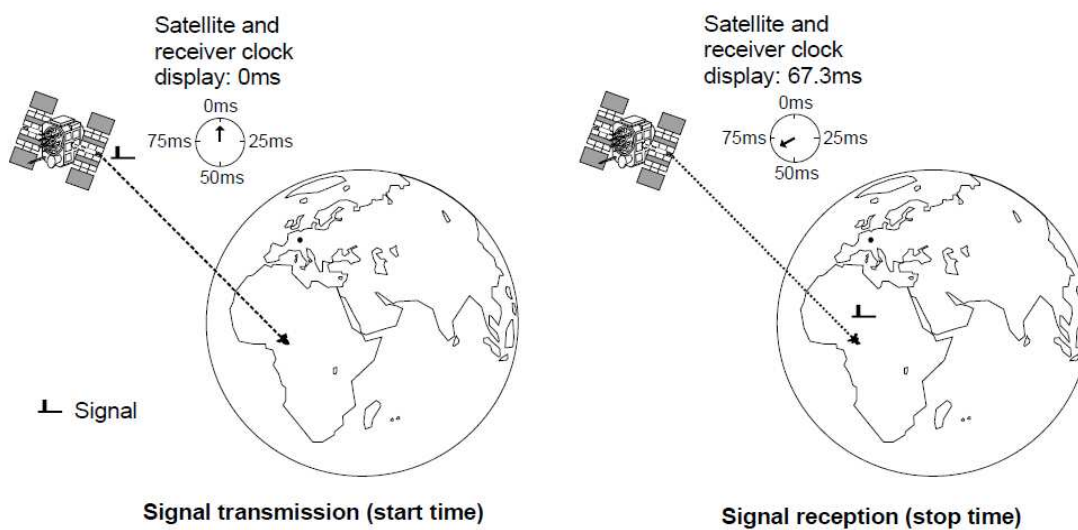 Satellite and
receiver clock
display: 0ms
0ms
75ms 25ms
50ms
Signal
Signal transmission (start time)
Satellite and
receiver clock
display: 67.3ms
0ms
75ms 25ms
50ms
Signal reception (stop time)